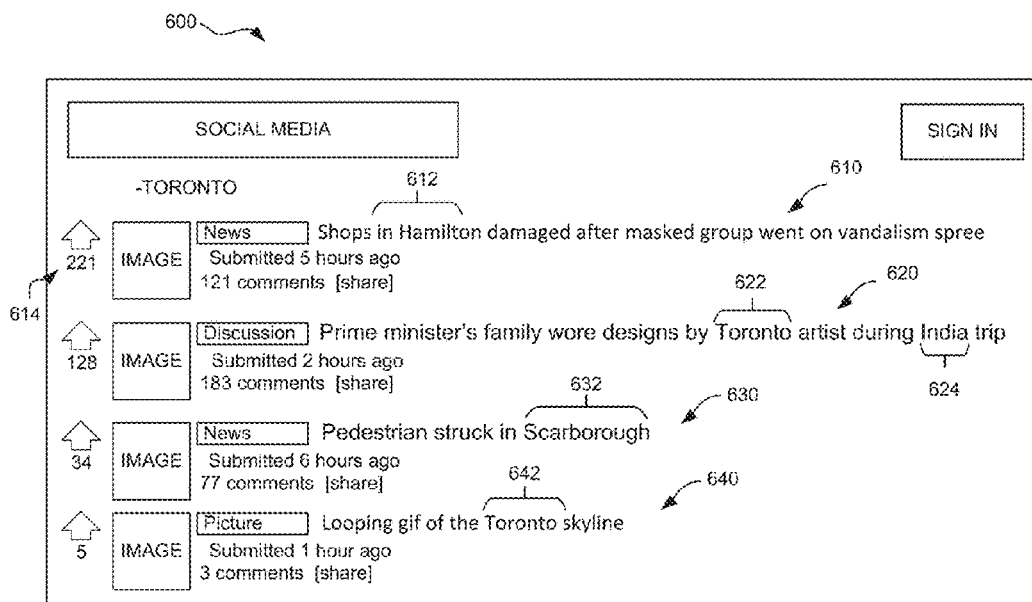 600
SOCIAL MEDIA
SIGN IN
-TORONTO
612
610
221
IMAGE
News
Shops in Hamilton damaged after masked group went on vandalism spree
Submitted 5 hours ago
121 comments [share]
614
622
620
128
IMAGE
Discussion
Prime minister's family wore designs by Toronto artist during India trip
Submitted 2 hours ago
183 comments [share]
624
632
630
34
IMAGE
News
Pedestrian struck in Scarborough
Submitted 6 hours ago
77 comments [share]
642
640
5
IMAGE
Picture
Looping gif of the Toronto skyline
Submitted 1 hour ago
3 comments [share]